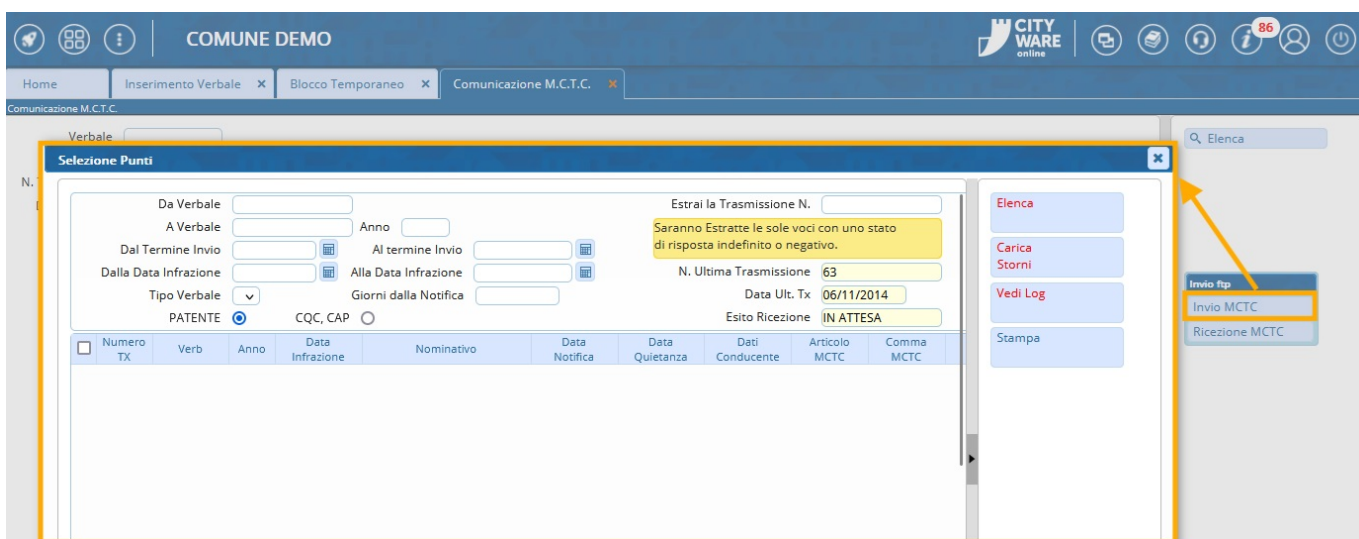 COMUNE DEMO
CITY
WARE
online
86
Home
Inserimento Verbale
Blocco Temporaneo
Comunicazione M.C.T.C.
Comunicazione M.C.T.C.
Verbale
Elenca
N.
Selezione Punti
Da Verbale
Estrai la Trasmissione N.
A Verbale Anno
Saranno Estratte le sole voci con uno stato
di risposta indefinito o negativo.
Dal Termine Invio Al termine Invio
Dalla Data Infrazione Alla Data Infrazione
N. Ultima Trasmissione 63
Tipo Verbale Giorni dalla Notifica
Data Ult. Tx 06/11/2014
PATENTE CQC, CAP
Esito Ricezione IN ATTESA
Numero
TX
Verb
Anno
Data
Infrazione
Nominativo
Data
Notifica
Data
Quietanza
Dati
Conducente
Articolo
MCTC
Comma
MCTC
Elenca
Carica
Storni
Vedi Log
Stampa
Invio ftp
Invio MCTC
Ricezione MCTC